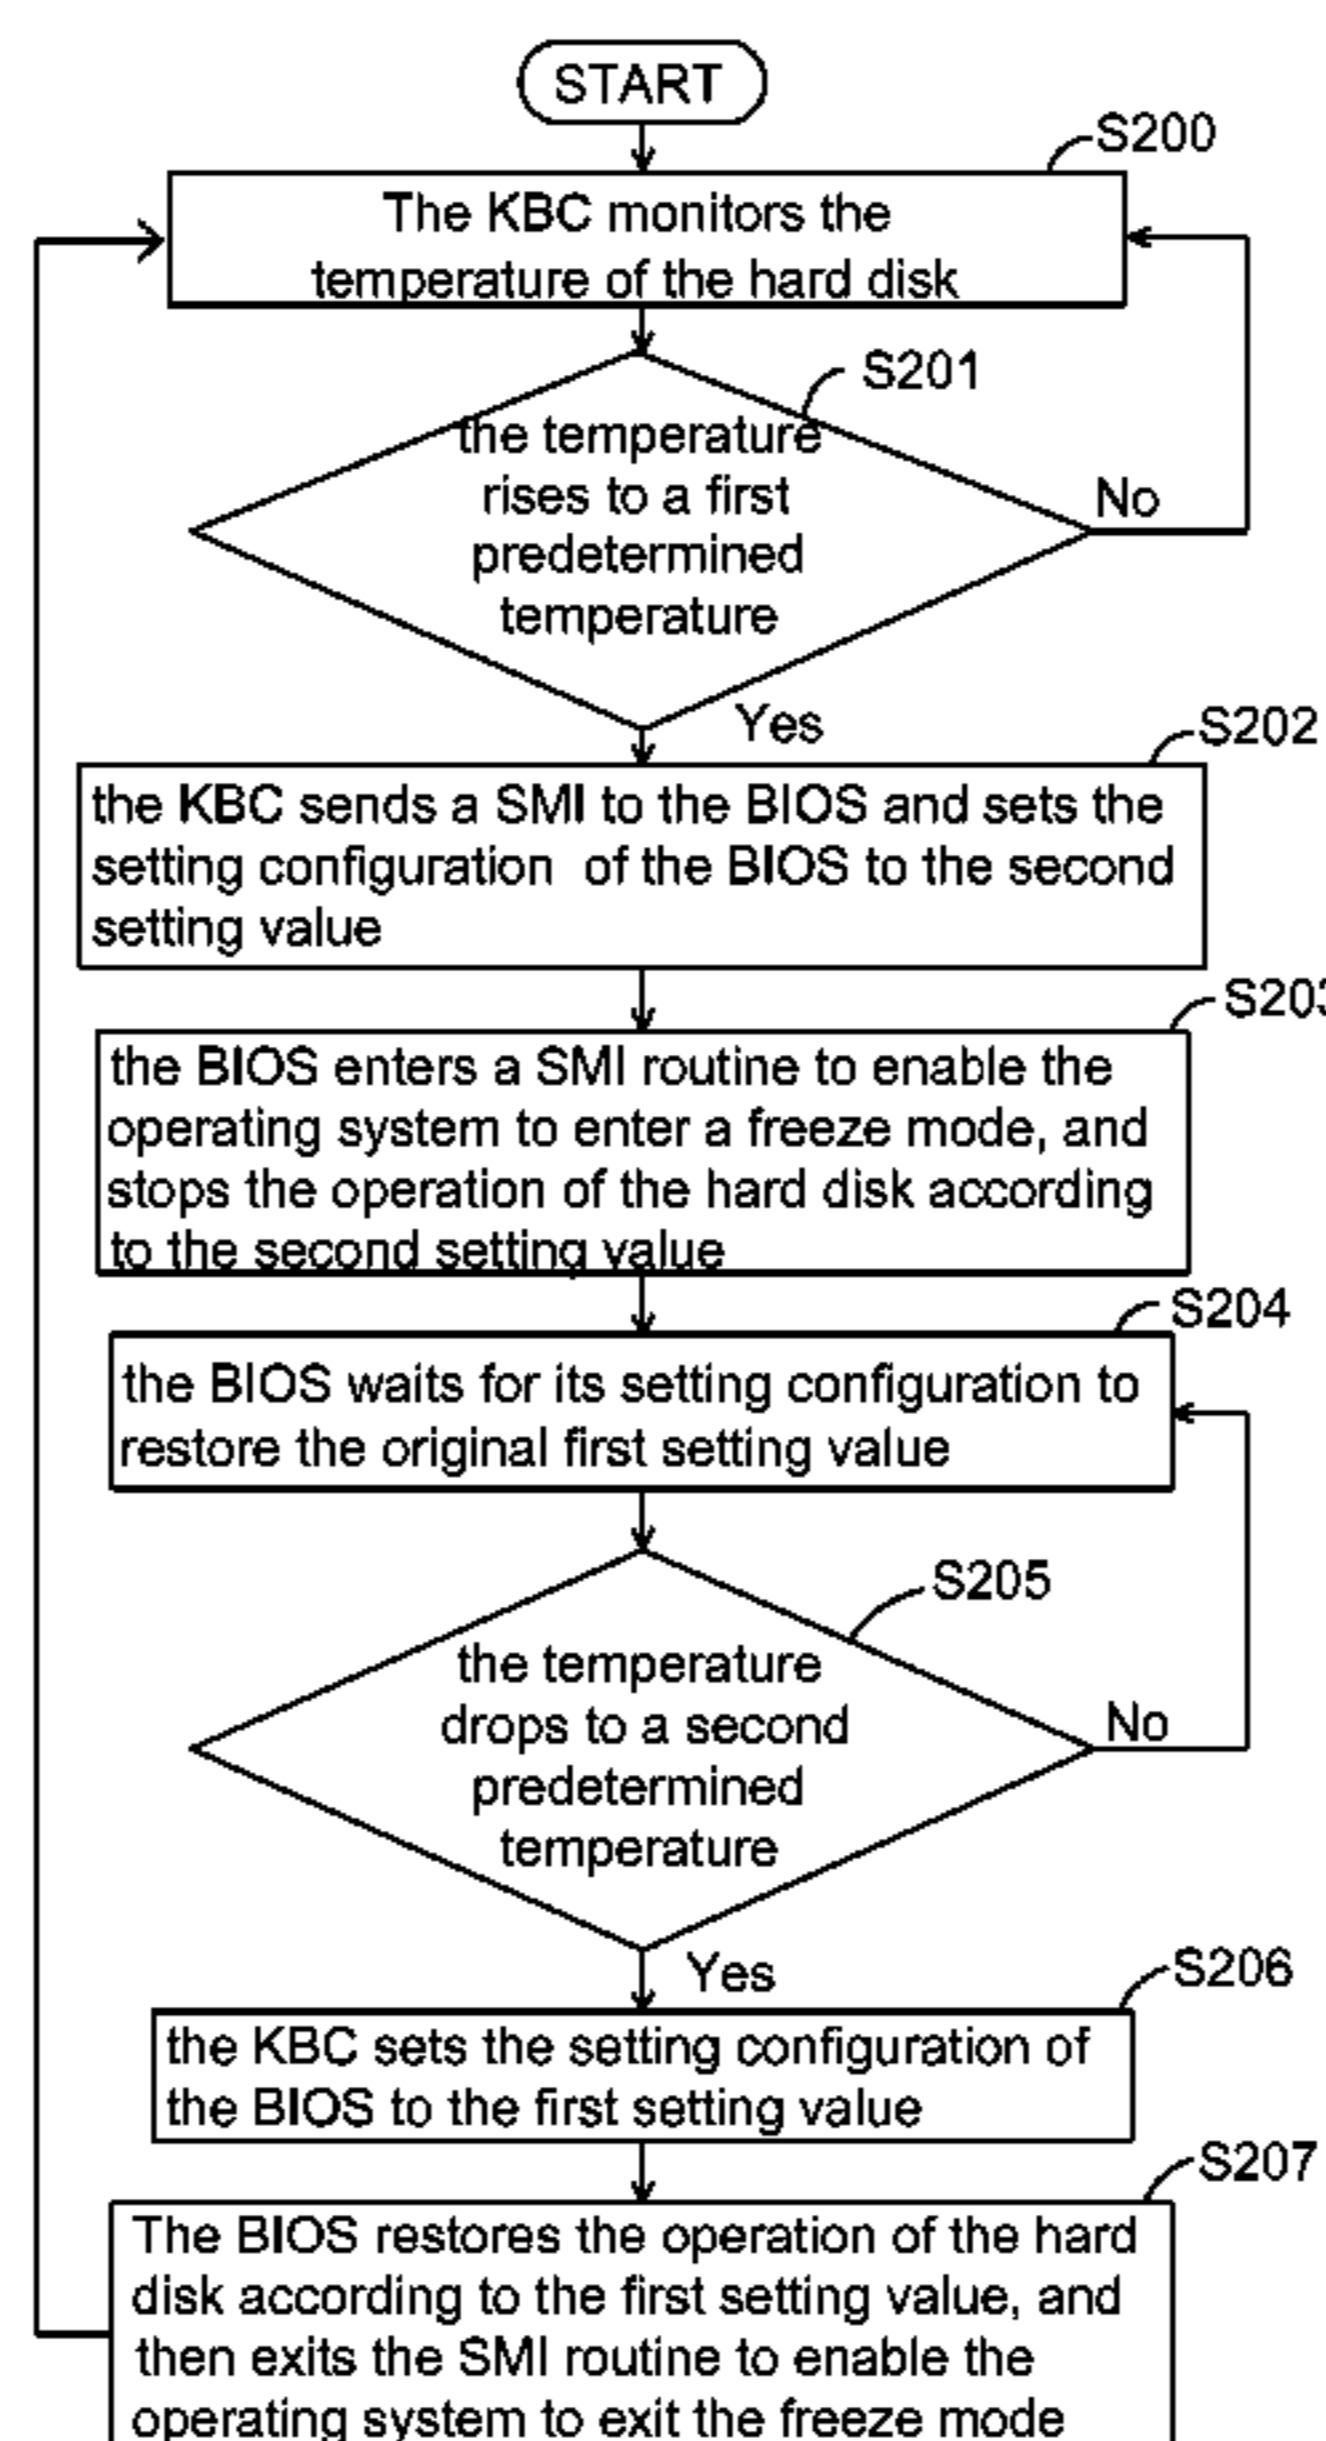 START
S200
The KBC monitors the
temperature of the hard disk
S201
the temperature
rises to a first
predetermined
temperature
No
Yes
S202
the KBC sends a SMI to the BIOS and sets the
setting configuration of the BIOS to the second
setting value
S203
the BIOS enters a SMI routine to enable the
operating system to enter a freeze mode, and
stops the operation of the hard disk according
to the second setting value
S204
the BIOS waits for its setting configuration to
restore the original first setting value
S205
the temperature
drops to a second
predetermined
temperature
No
Yes
S206
the KBC sets the setting configuration of
the BIOS to the first setting value
S207
The BIOS restores the operation of the hard
disk according to the first setting value, and
then exits the SMI routine to enable the
operating system to exit the freeze mode